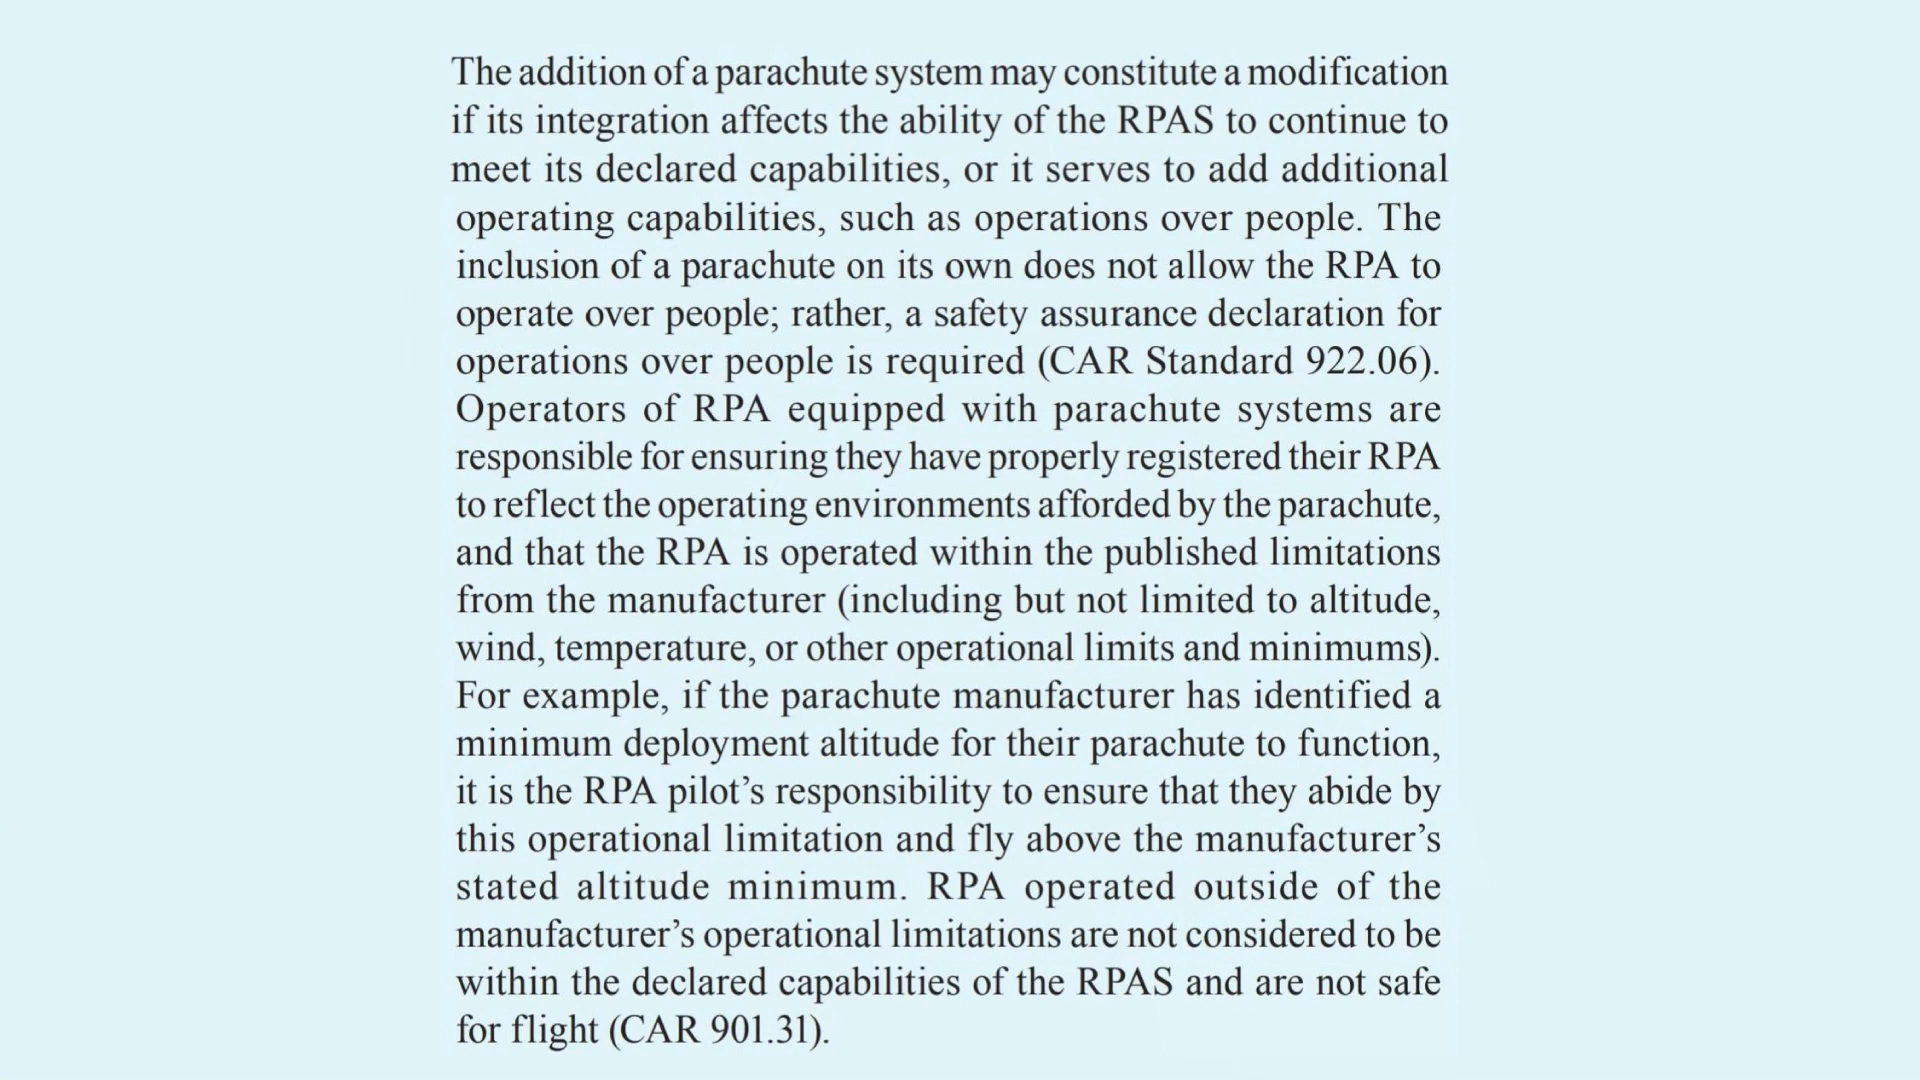 The addition of a parachute system may constitute a modification
if its integration affects the ability of the RPAS to continue to
meet its declared capabilities, or it serves to add additional
operating capabilities, such as operations over people. The
inclusion of a parachute on its own does not allow the RPA to
operate over people; rather, a safety assurance declaration for
operations over people is required (CAR Standard 922.06).
Operators of RPA equipped with parachute systems are
responsible for ensuring they have properly registered their RPA
to reflect the operating environments afforded by the parachute,
and that the RPA is operated within the published limitations
from the manufacturer (including but not limited to altitude,
wind, temperature, or other operational limits and minimums).
For example, if the parachute manufacturer has identified a
minimum deployment altitude for their parachute to function,
it is the RPA pilot’s responsibility to ensure that they abide by
this operational limitation and fly above the manufacturer’s
stated altitude minimum. RPA operated outside of the
manufacturer’s operational limitations are not considered to be
within the declared capabilities of the RPAS and are not safe
for flight (CAR 901.31).